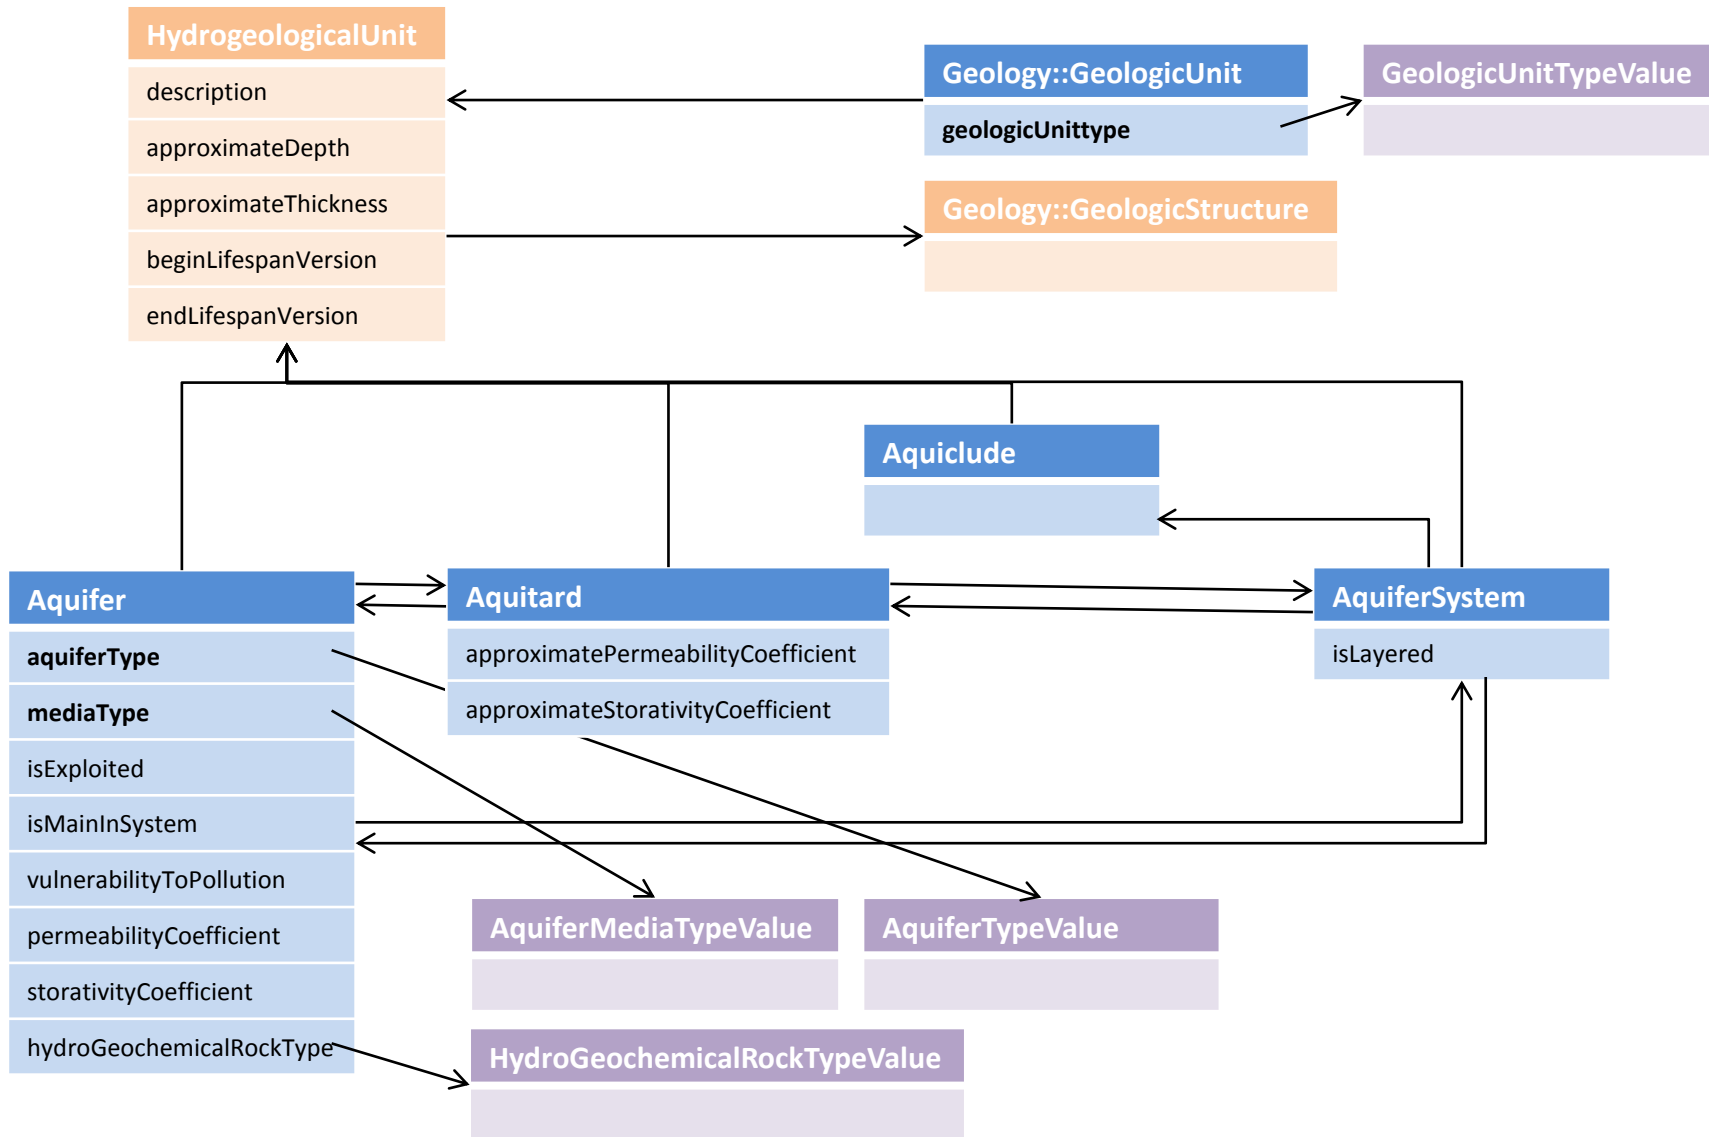 HydrogeologicalUnit
description
approximateDepth
approximateThickness
beginLifespanVersion
endLifespanVersion
Geology::GeologicUnit
geologicUnittype
GeologicUnitTypeValue
Geology::GeologicStructure
Aquiclude
Aquifer
aquiferType
mediaType
isExploited
isMainInSystem
vulnerabilityToPollution
permeabilityCoefficient
storativityCoefficient
hydroGeochemicalRockType
Aquitard
approximatePermeabilityCoefficient
approximateStorativityCoefficient
AquiferSystem
isLayered
AquiferMediaTypeValue
AquiferTypeValue
HydroGeochemicalRockTypeValue